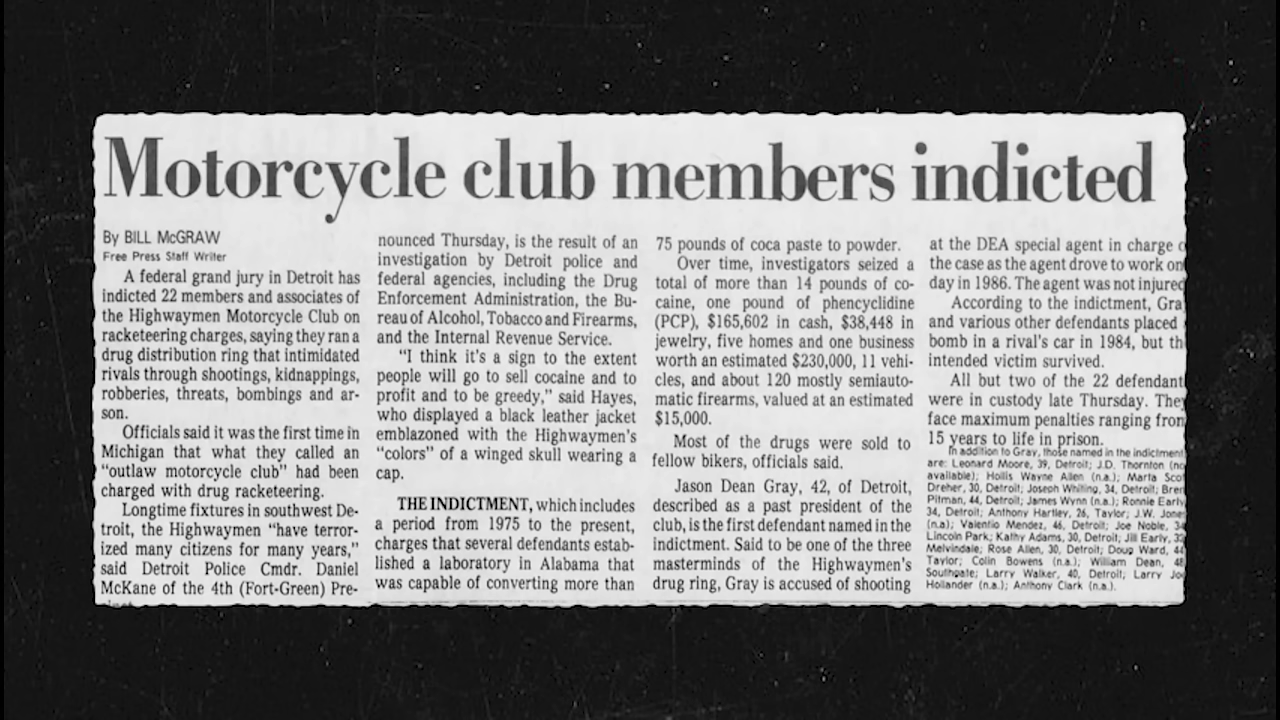 Motorcycle club members indicted
By BILL McGRAW
Free Press Staff Writer
A federal grand jury in Detroit has
indicted 22 members and associates of
the Highwaymen Motorcycle Club on
racketeering charges, saying they ran a
drug distribution ring that intimidated
rivals through shootings, kidnappings,
robberies, threats, bombings and ar-
son.
Officials said it was the first time in
Michigan that what they called an
"outlaw motorcycle club" had been
charged with drug racketeering.
Longtime fixtures in southwest De-
troit, the Highwaymen "have terror-
ized many citizens for many years,"
said Detroit Police Cmdr. Daniel
McKane of the 4th (Fort-Green) Pre-
nounced Thursday, is the result of an
investigation by Detroit police and
federal agencies, including the Drug
Enforcement Administration, the Bu-
reau of Alcohol, Tobacco and Firearms,
and the Internal Revenue Service.
"I think it's a sign to the extent
people will go to sell cocaine and to
profit and to be greedy," said Hayes,
who displayed a black leather jacket
emblazoned with the Highwaymen's
"colors" of a winged skull wearing a
cap.
THE INDICTMENT, which includes
a period from 1975 to the present,
charges that several defendants estab-
lished a laboratory in Alabama that
was capable of converting more than
75 pounds of coca paste to powder.
Over time, investigators seized a
total of more than 14 pounds of co-
caine, one pound of phencyclidine
(PCP), $165,602 in cash, $38,448 in
jewelry, five homes and one business
worth an estimated $230,000, 11 vehi-
cles, and about 120 mostly semiauto-
matic firearms, valued at an estimated
$15,000.
Most of the drugs were sold to
fellow bikers, officials said.
Jason Dean Gray, 42, of Detroit,
described as a past president of the
club, is the first defendant named in the
indictment. Said to be one of the three
masterminds of the Highwaymen's
drug ring, Gray is accused of shooting
at the DEA special agent in charge
the case as the agent drove to work on
day in 1986. The agent was not injured
According to the indictment, Gra
and various other defendants placed
bomb in a rival's car in 1984, but th
intended victim survived.
All but two of the 22 defendant
were in custody late Thursday. They
face maximum penalties ranging from
15 years to life in prison.
In addition to Gray, those named in the indictment
are: Leonard Moore, 39, Detroit; J.D. Thornton (no
available); Hollis Wayne Allen (n.a.); Marta Scot
Dreher, 30, Detroit; Joseph Whiting, 34, Detroit; Bren
Pitman, 44, Detroit; James Wynn (n.a.); Ronnie Early
34, Detroit; Anthony Hartley, 26, Taylor; J.W. Jone
(n.a); Valentio Mendez, 46, Detroit; Joe Noble, 34
Lincoln Park; Kathy Adams, 30, Detroit; Jill Early, 32
Melvindale; Rose Allen, 30, Detroit; Doug Ward, 44
Taylor; Colin Bowens (n.a.); William Dean, 48
Southgate; Larry Walker, 40, Detroit; Larry Joe
Hollander (n.a.); Anthony Clark (n.a.).